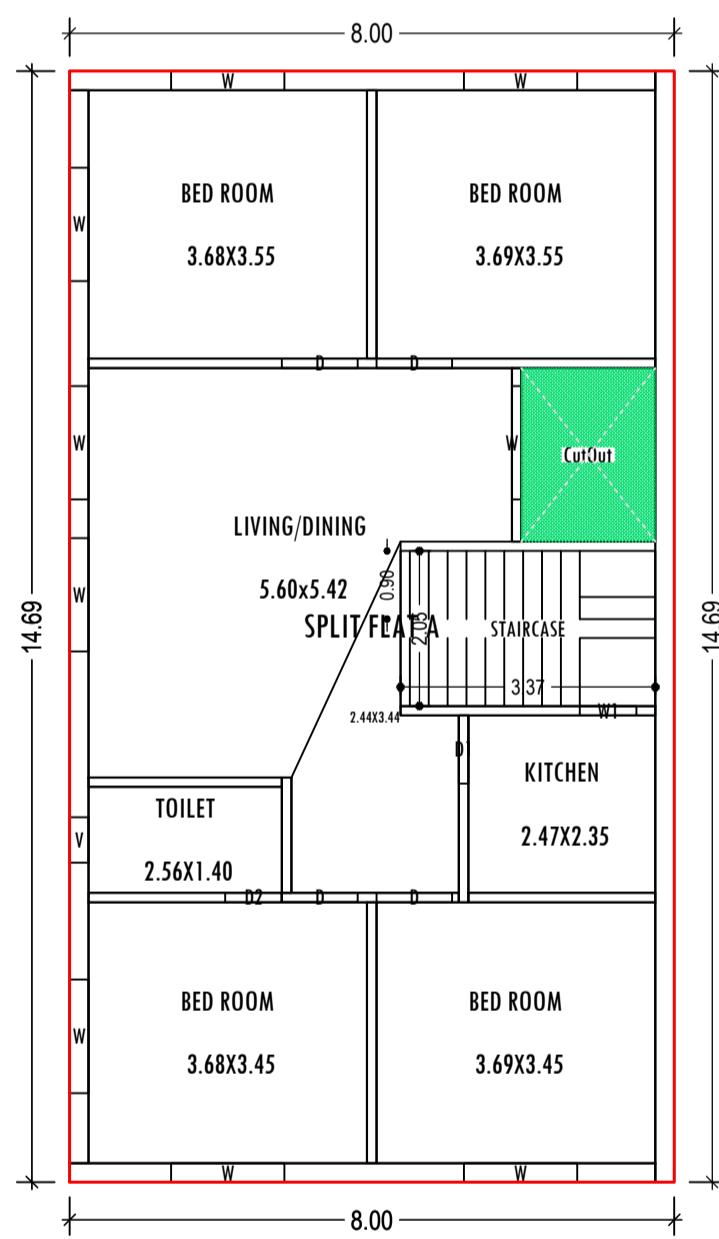 8.00
W
W
BED ROOM
BED ROOM
3.68X3.55
3.69X3.55
W
D
D
W
W
CutOut
LIVING/DINING
5.60x5.42
0.90
W
14.69
14.69
SPLIT FLAT A
2.05
STAIRCASE
3.37
2.44X3.44
W1
D
KITCHEN
2.47X2.35
TOILET
2.56X1.40
V
D2
D
D
BED ROOM
BED ROOM
3.68X3.45
3.69X3.45
W
W
W
8.00